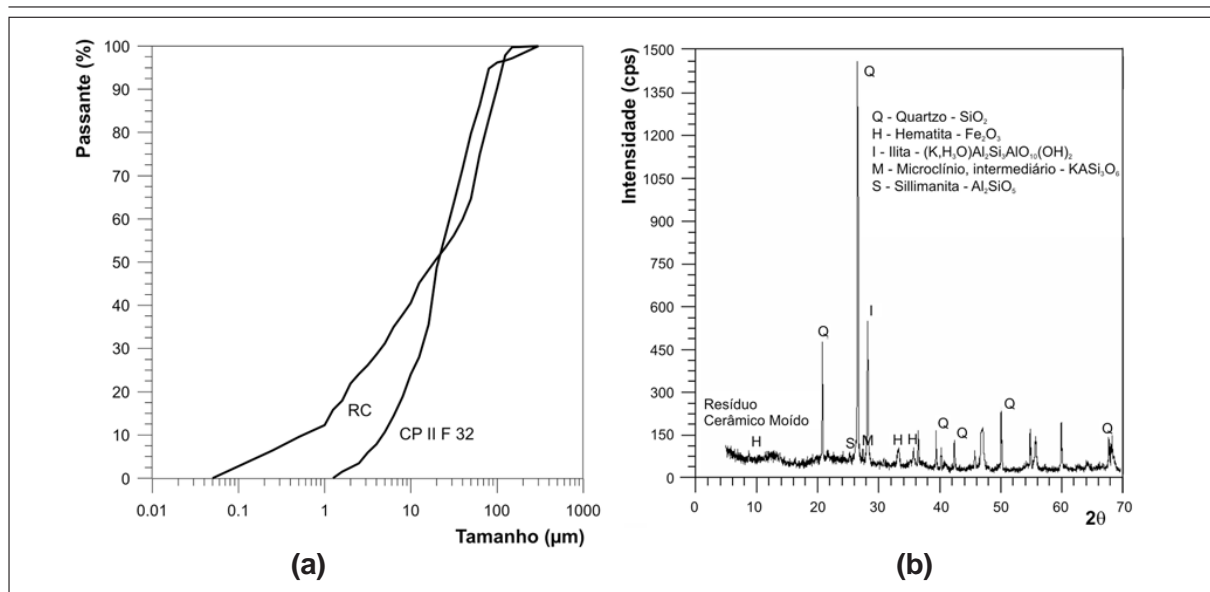 Passante (%)
100
90
80
70
60
50
40
30
20
10
0
RC
CP II F 32
0.01
0.1
1
10
100
1000
Tamanho (µm)
(a)
Intensidade (cps)
1500
1350
1200
1050
900
750
600
450
300
150
0
Q
Q - Quartzo - SiO₂
H - Hematita - Fe₂O₃
I - Ilita - (K,H₃O)Al₂Si₃AlO₁₀(OH)₂
M - Microclínio, intermediário - KASi₃O₆
S - Sillimanita - Al₂SiO₅
I
Q
Resíduo
Cerâmico Moído
H
S
M
H
H
Q
Q
Q
Q
0
10
20
30
40
50
60
70
2θ
(b)